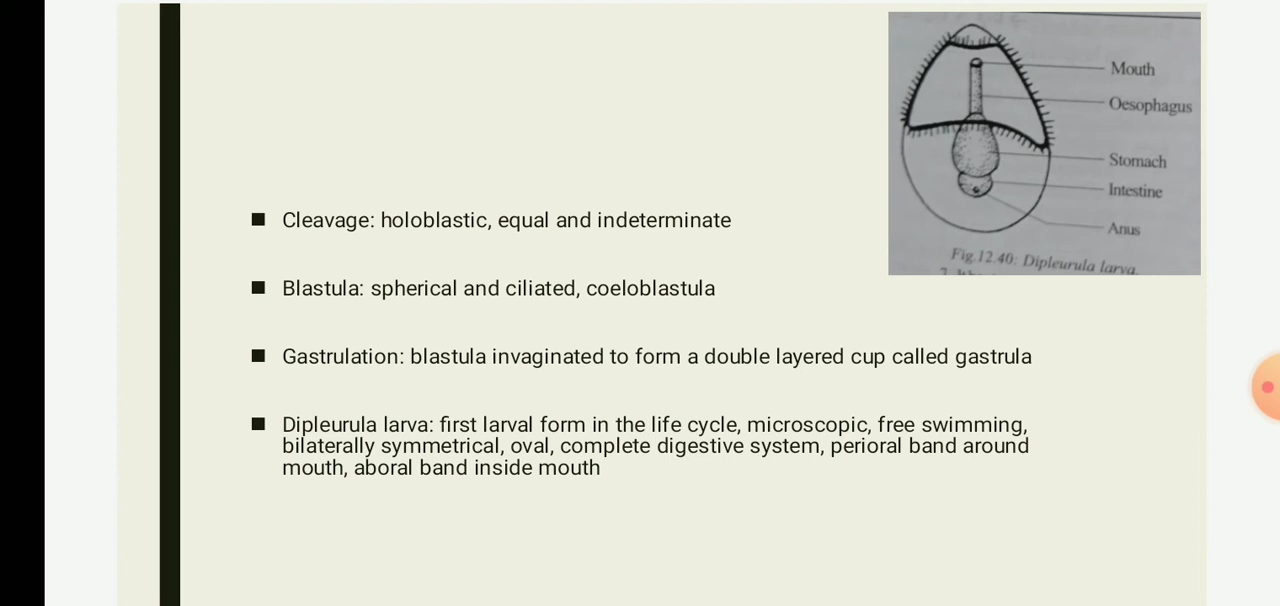 Mouth
Oesophagus
Stomach
Intestine
Anus
Fig.12.40: Dipleurula larva.
■ Cleavage: holoblastic, equal and indeterminate
■ Blastula: spherical and ciliated, coeloblastula
■ Gastrulation: blastula invaginated to form a double layered cup called gastrula
■ Dipleurula larva: first larval form in the life cycle, microscopic, free swimming,
bilaterally symmetrical, oval, complete digestive system, perioral band around
mouth, aboral band inside mouth